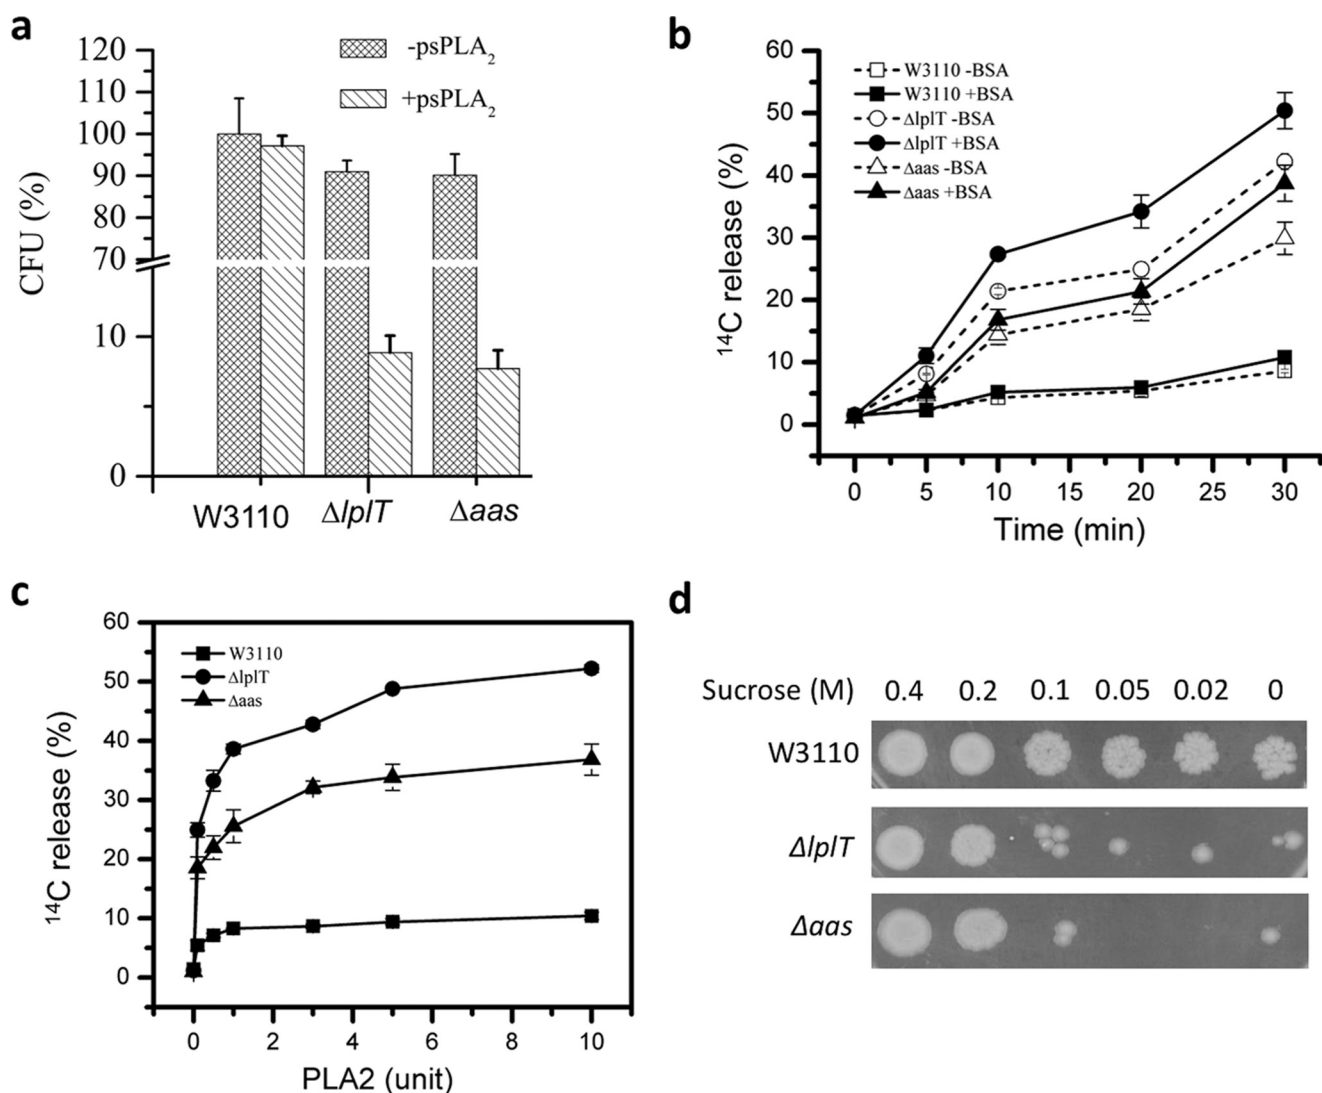 a
CFU (%)
120
110
100
90
80
70
10
0
-psPLA₂
+psPLA₂
W3110
ΔlplT
Δaas
b
¹⁴C release (%)
60
50
40
30
20
10
0
W3110 -BSA
W3110 +BSA
ΔlplT -BSA
ΔlplT +BSA
Δaas -BSA
Δaas +BSA
0 5 10 15 20 25 30
Time (min)
c
¹⁴C release (%)
60
50
40
30
20
10
0
W3110
ΔlplT
Δaas
0 2 4 6 8 10
PLA2 (unit)
d
Sucrose (M) 0.4 0.2 0.1 0.05 0.02 0
W3110
ΔlplT
Δaas